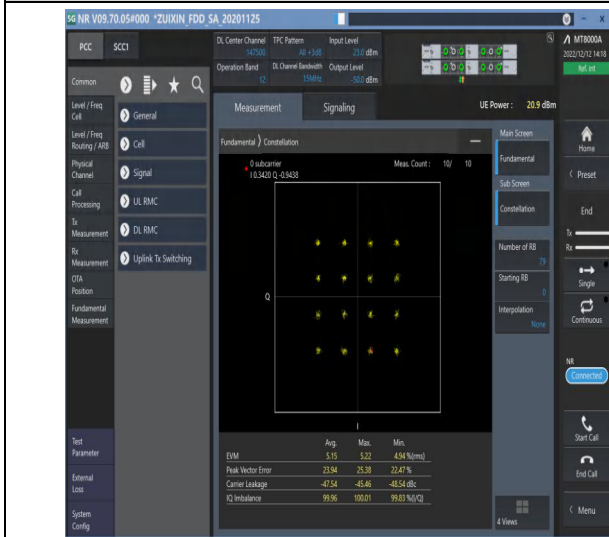 5G NR V09.70.05#000 *ZUIXIN_FDD_SA_20201125
PCC
SCC1
DL Center Channel
147500
TPC Pattern
All +3dB
Input Level
23.0 dBm
Operation Band
12
DL Channel Bandwidth
15MHz
Output Level
-50.0 dBm
MT8000A
2022/12/12 14:18
Ref. Int
Common
Level / Freq
Cell
Level / Freq
Routing / ARB
Physical
Channel
Call
Processing
Tx
Measurement
Rx
Measurement
OTA
Position
Fundamental
Measurement
Test
Parameter
External
Loss
System
Config
General
Cell
Signal
UL RMC
DL RMC
Uplink Tx Switching
Measurement
Signaling
UE Power : 20.9 dBm
Fundamental ⟩ Constellation
0 subcarrier
I 0.3420 Q -0.9438
Meas. Count : 10/ 10
Q
I
Avg. Max. Min.
EVM 5.15 5.22 4.94 %(rms)
Peak Vector Error 23.94 25.38 22.47 %
Carrier Leakage -47.54 -45.46 -48.54 dBc
IQ Imbalance 99.96 100.01 99.83 %(I/Q)
Main Screen
Fundamental
Sub Screen
Constellation
Number of RB
79
Starting RB
0
Interpolation
None
4 Views
Home
Preset
End
Tx
Rx
Single
Continuous
NR
Connected
Start Call
End Call
Menu